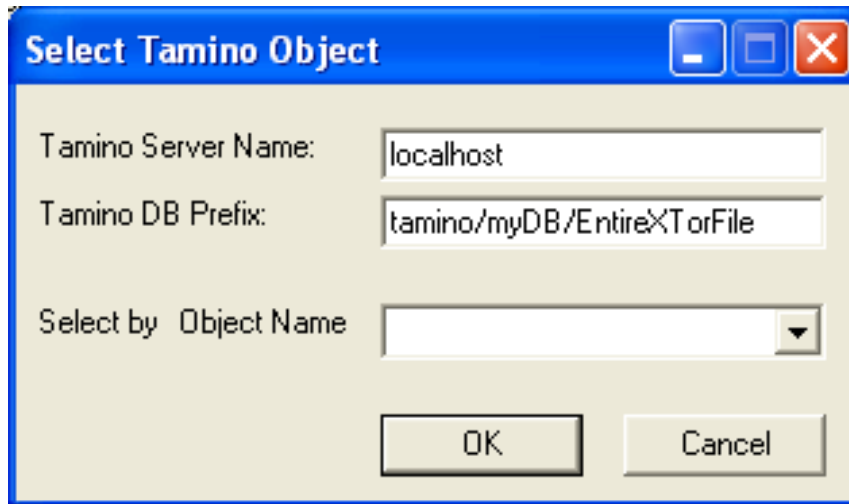 Select Tamino Object
Tamino Server Name: localhost
Tamino DB Prefix: tamino/myDB/EntireXTorFile
Select by Object Name
OK Cancel